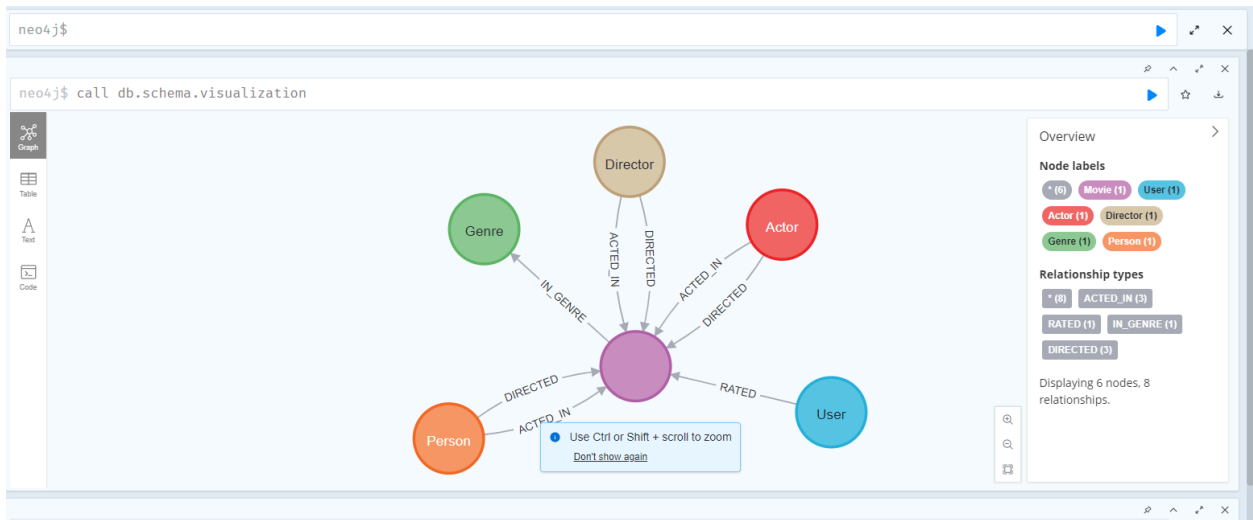 neo4j$
neo4j$ call db.schema.visualization
Graph
Table
Text
Code
Director
Genre
Actor
ACTED_IN
DIRECTED
ACTED_IN
DIRECTED
IN_GENRE
DIRECTED
ACTED_IN
RATED
Person
User
Use Ctrl or Shift + scroll to zoom
Don't show again
Overview
Node labels
* (6) Movie (1) User (1)
Actor (1) Director (1)
Genre (1) Person (1)
Relationship types
* (8) ACTED_IN (3)
RATED (1) IN_GENRE (1)
DIRECTED (3)
Displaying 6 nodes, 8
relationships.